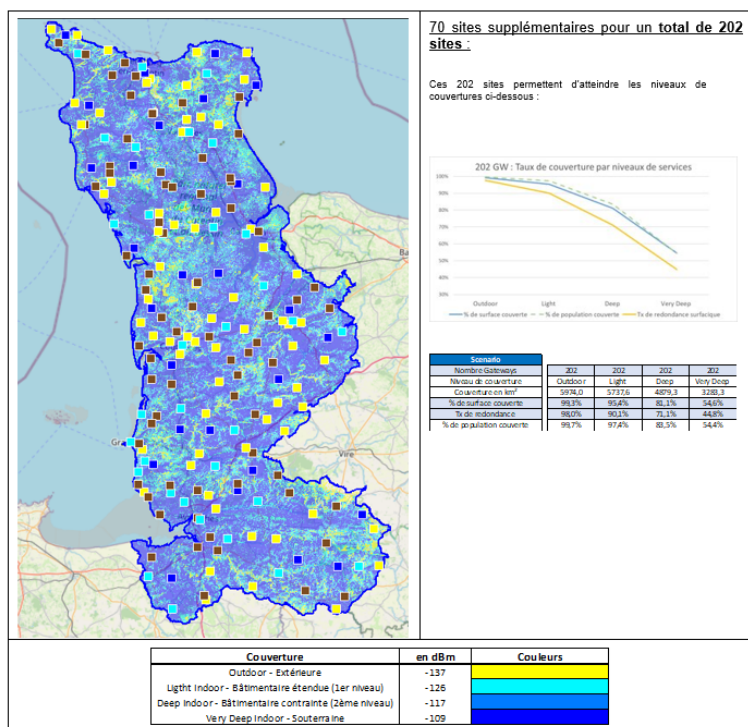 70 sites supplémentaires pour un total de 202
sites :
Ces 202 sites permettent d'atteindre les niveaux de
couvertures ci-dessous :
202 GW : Taux de couverture par niveaux de services
100%
90%
80%
70%
60%
50%
40%
30%
Outdoor Light Deep Very Deep
% de surface couverte % de population couverte Tx de redondance surfacique
Scenario
Nombre Gateways 202 202 202 202
Niveau de couverture Outdoor Light Deep Very Deep
Couverture en km² 5974,0 5737,6 4879,3 3283,3
% de surface couverte 99,3% 95,4% 81,1% 54,6%
Tx de redondance 98,0% 90,1% 71,1% 44,8%
% de population couverte 99,7% 97,4% 83,5% 54,4%
Vire
Couverture en dBm Couleurs
Outdoor - Extérieure -137
Ligtht Indoor - Bâtimentaire étendue (1er niveau) -126
Deep Indoor - Bâtimentaire contrainte (2ème niveau) -117
Very Deep Indoor - Souterraine -109